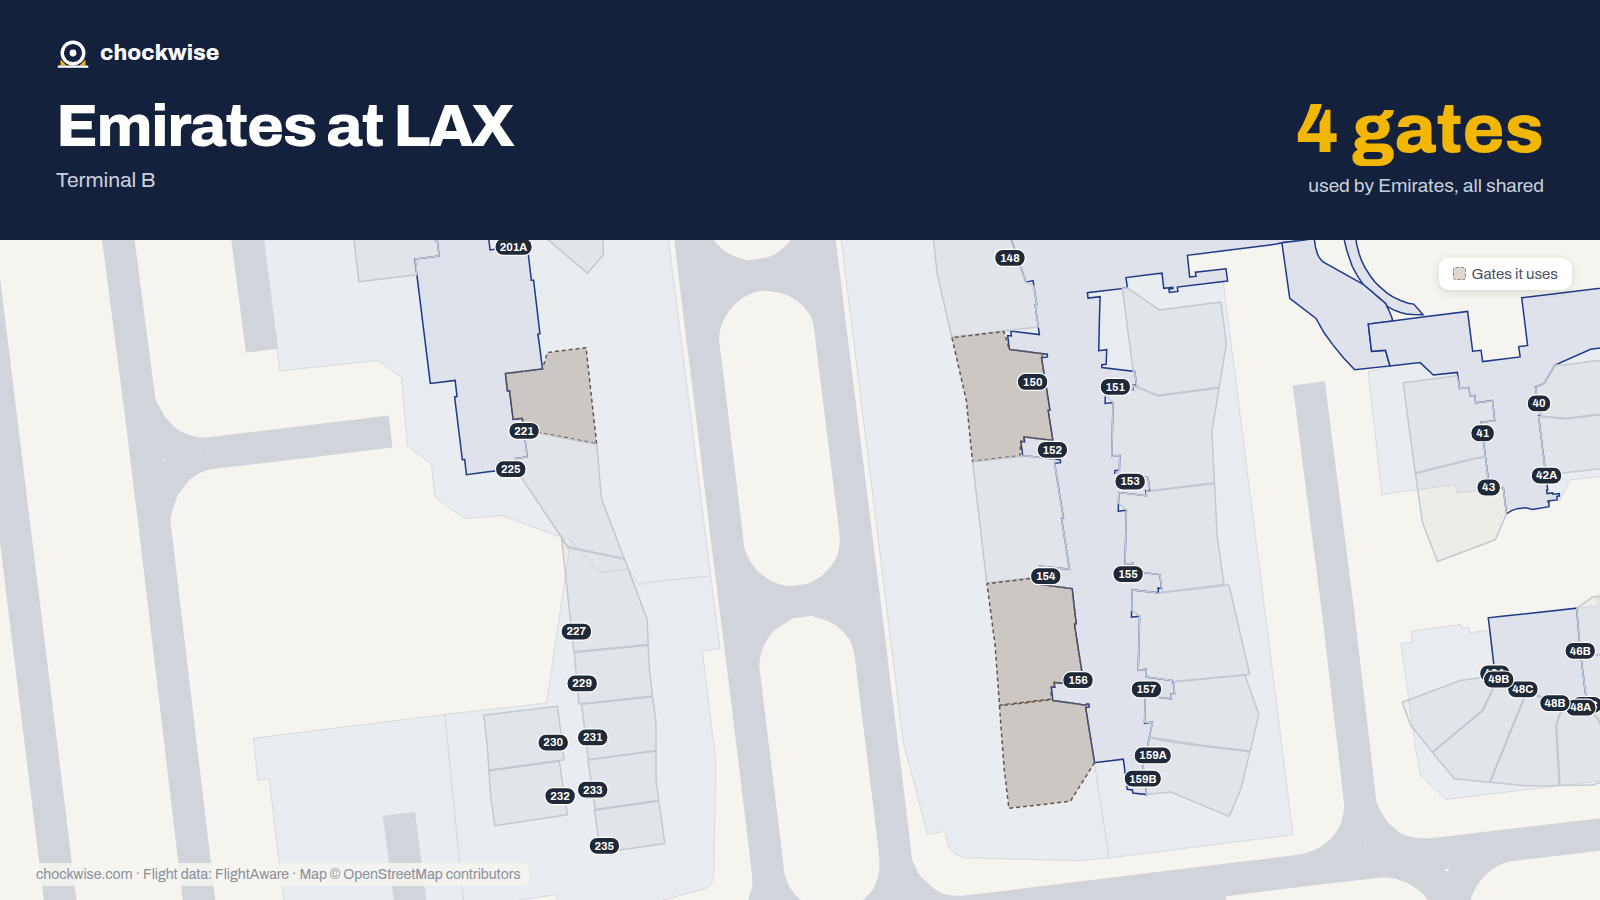 chockwise
Emirates at LAX
Terminal B
4 gates
used by Emirates, all shared
Gates it uses
201A
148
150
151
221
152
225
153
154
155
156
157
159A
159B
40
41
42A
43
46B
49B
48C
48B
48A
227
229
230
231
232
233
235
chockwise.com · Flight data: FlightAware · Map © OpenStreetMap contributors